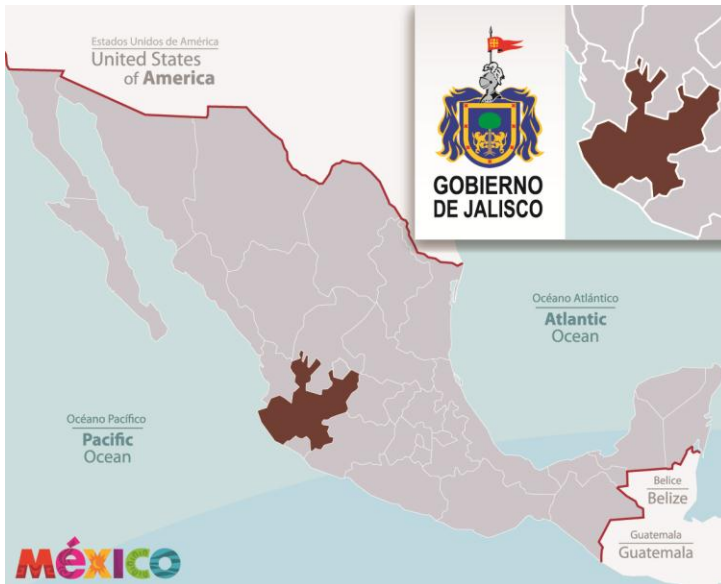 Estados Unidos de América
United States
of America
GOBIERNO
DE JALISCO
Océano Atlántico
Atlantic
Ocean
Océano Pacífico
Pacific
Ocean
Belice
Belize
Guatemala
Guatemala
méxico